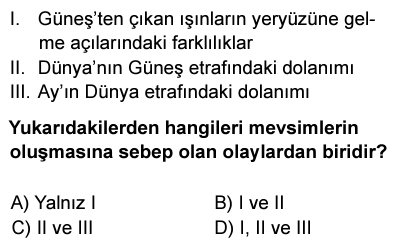 I. Güneş’ten çıkan ışınların yeryüzüne gel-
me açılarındaki farklılıklar
II. Dünya’nın Güneş etrafındaki dolanımı
III. Ay’ın Dünya etrafındaki dolanımı
Yukarıdakilerden hangileri mevsimlerin
oluşmasına sebep olan olaylardan biridir?
A) Yalnız I B) I ve II
C) II ve III D) I, II ve III